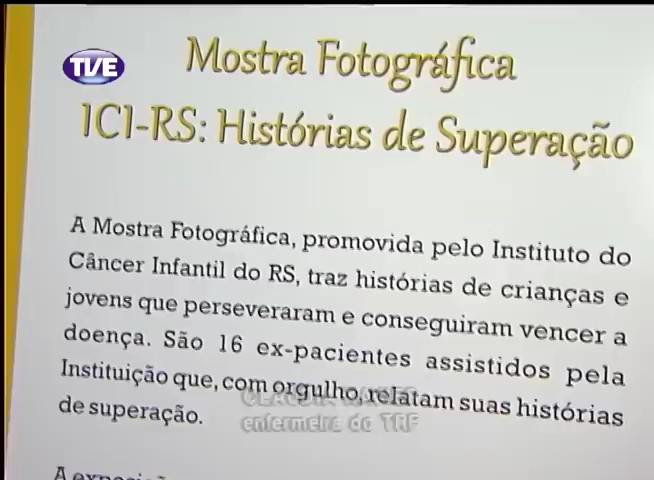 TVE
Mostra Fotográfica
ICI-RS: Histórias de Superação
A Mostra Fotográfica, promovida pelo Instituto do
Câncer Infantil do RS, traz histórias de crianças e
jovens que perseveraram e conseguiram vencer a
doença. São 16 ex-pacientes assistidos pela
Instituição que, com orgulho, relatam suas histórias
de superação.
enfermeira do TRF
A exposição